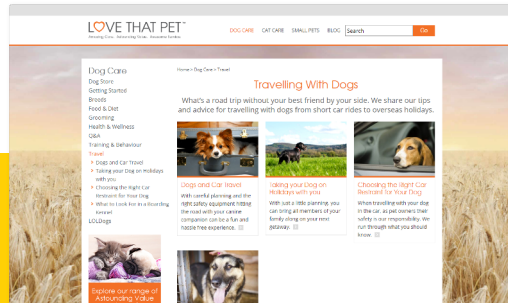 LOVE THAT PET
DOG CARE CAT CARE SMALL PETS BLOG Search Go
Dog Care
Dog Store
Getting Started
Breeds
Food & Diet
Grooming
Health & Wellness
Q&A
Training & Behaviour
Travel
Dogs and Car Travel
Taking your Dog on Holidays
with you
Choosing the Right Car
Restraint for Your Dog
What to Look For in a Boarding
Kennel
LOLDogs
Explore our range of
Astounding Value
Home > Dog Care > Travel
Travelling With Dogs
What's a road trip without your best friend by your side. We share our tips
and advice for travelling with dogs from short car rides to overseas holidays.
Dogs and Car Travel
With careful planning and the
right safety equipment hitting
the road with your canine
companion can be a fun and
hassle free experience.
Taking your Dog on
Holidays with you
With just a little planning, you
can bring all members of your
family along on your next
getaway.
Choosing the Right Car
Restraint for Your Dog
When travelling with your dog
in the car, as pet owners their
safety is our responsibility. We
run through what you should
know.